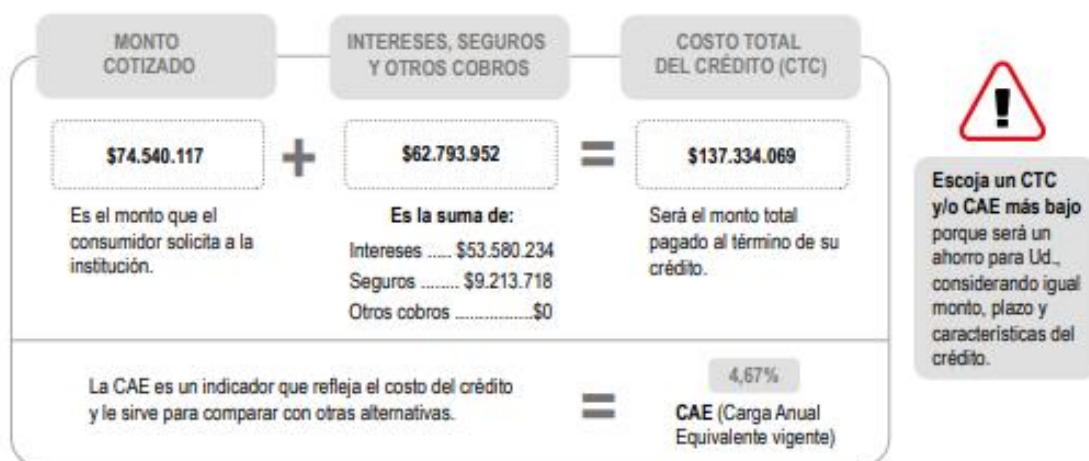 MONTO
COTIZADO
INTERESES, SEGUROS
Y OTROS COBROS
COSTO TOTAL
DEL CRÉDITO (CTC)
$74.540.117
+
$62.793.952
=
$137.334.069
Es el monto que el
consumidor solicita a la
institución.
Es la suma de:
Intereses ..... $53.580.234
Seguros ........ $9.213.718
Otros cobros .................$0
Será el monto total
pagado al término de su
crédito.
La CAE es un indicador que refleja el costo del crédito
y le sirve para comparar con otras alternativas.
=
4,67%
CAE (Carga Anual
Equivalente vigente)
!
Escoja un CTC
y/o CAE más bajo
porque será un
ahorro para Ud.,
considerando igual
monto, plazo y
características del
crédito.